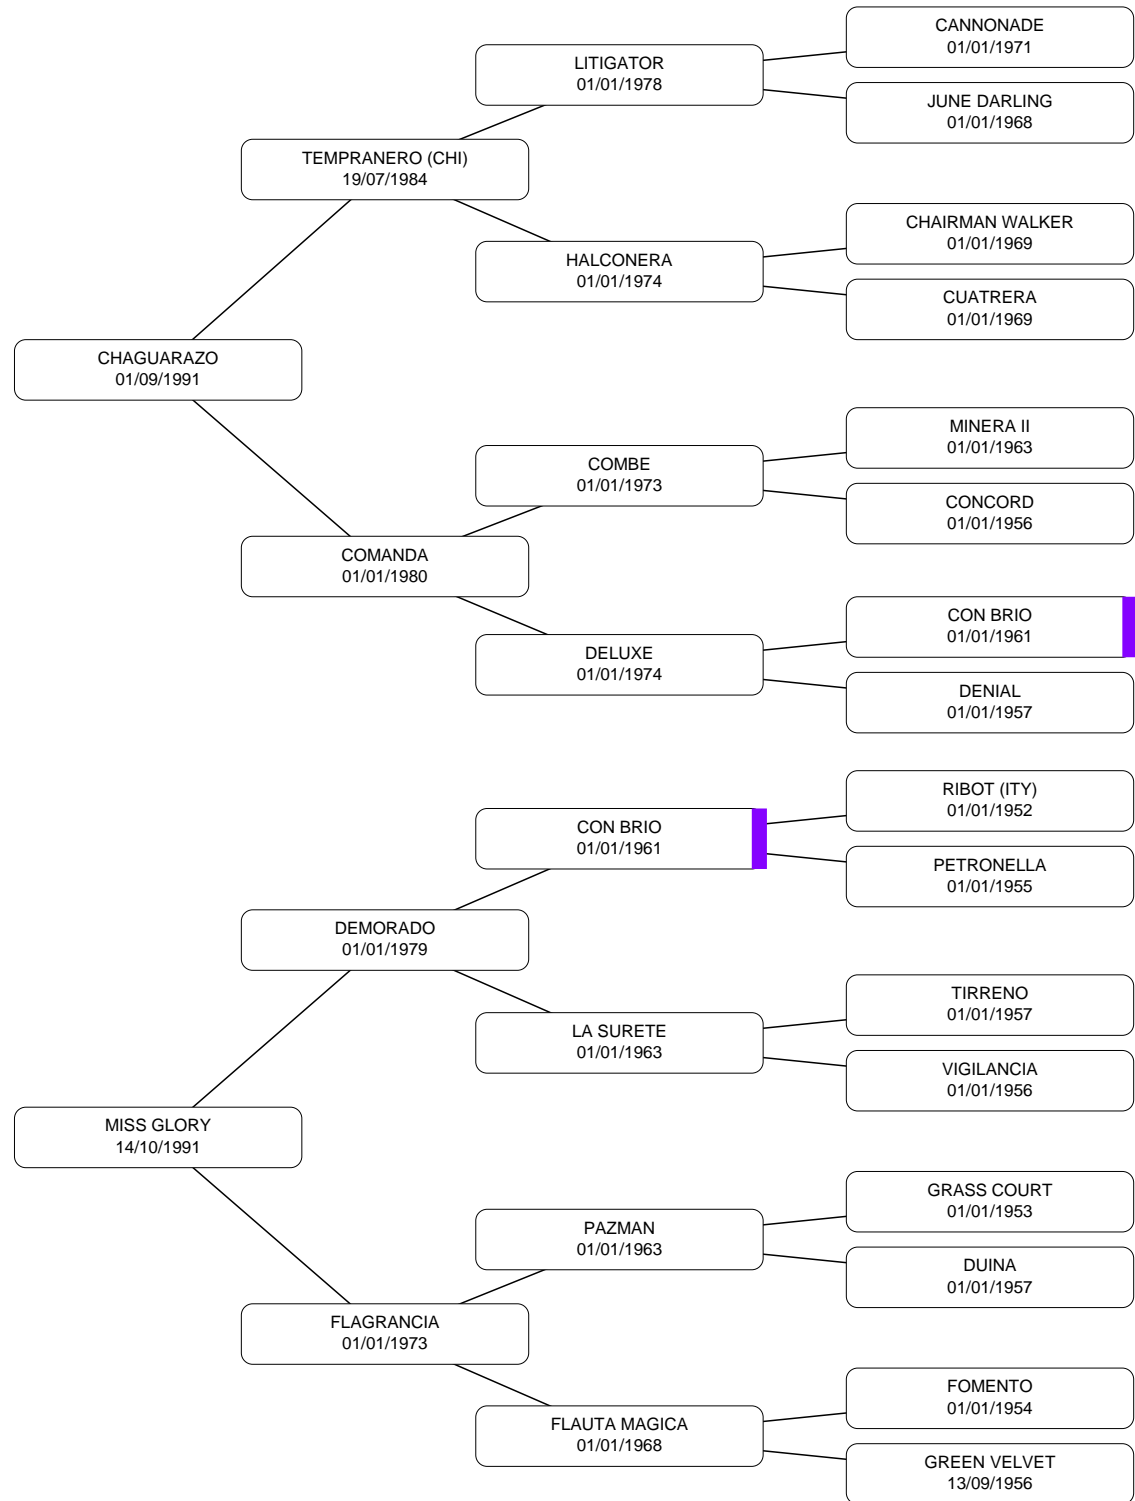 CANNONADE
01/01/1971
LITIGATOR
01/01/1978
JUNE DARLING
01/01/1968
TEMPRANERO (CHI)
19/07/1984
CHAIRMAN WALKER
01/01/1969
HALCONERA
01/01/1974
CUATRERA
01/01/1969
CHAGUARAZO
01/09/1991
MINERA II
01/01/1963
COMBE
01/01/1973
CONCORD
01/01/1956
COMANDA
01/01/1980
CON BRIO
01/01/1961
DELUXE
01/01/1974
DENIAL
01/01/1957
RIBOT (ITY)
01/01/1952
CON BRIO
01/01/1961
PETRONELLA
01/01/1955
DEMORADO
01/01/1979
TIRRENO
01/01/1957
LA SURETE
01/01/1963
VIGILANCIA
01/01/1956
MISS GLORY
14/10/1991
GRASS COURT
01/01/1953
PAZMAN
01/01/1963
DUINA
01/01/1957
FLAGRANCIA
01/01/1973
FOMENTO
01/01/1954
FLAUTA MAGICA
01/01/1968
GREEN VELVET
13/09/1956